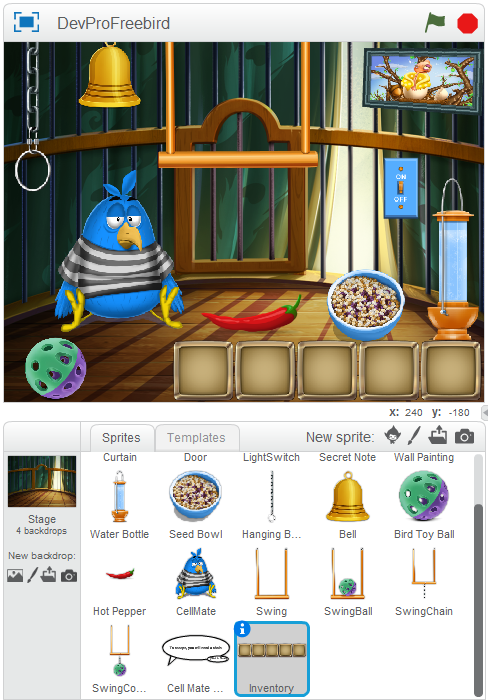 DevProFreebird
ON
OFF
x: 240 y: -180
Sprites
Templates
New sprite:
Curtain
Door
LightSwitch
Secret Note
Wall Painting
Stage
4 backdrops
New backdrop:
Water Bottle
Seed Bowl
Hanging B...
Bell
Bird Toy Ball
Hot Pepper
CellMate
Swing
SwingBall
SwingChain
SwingCo...
Cell Mate ...
Inventory